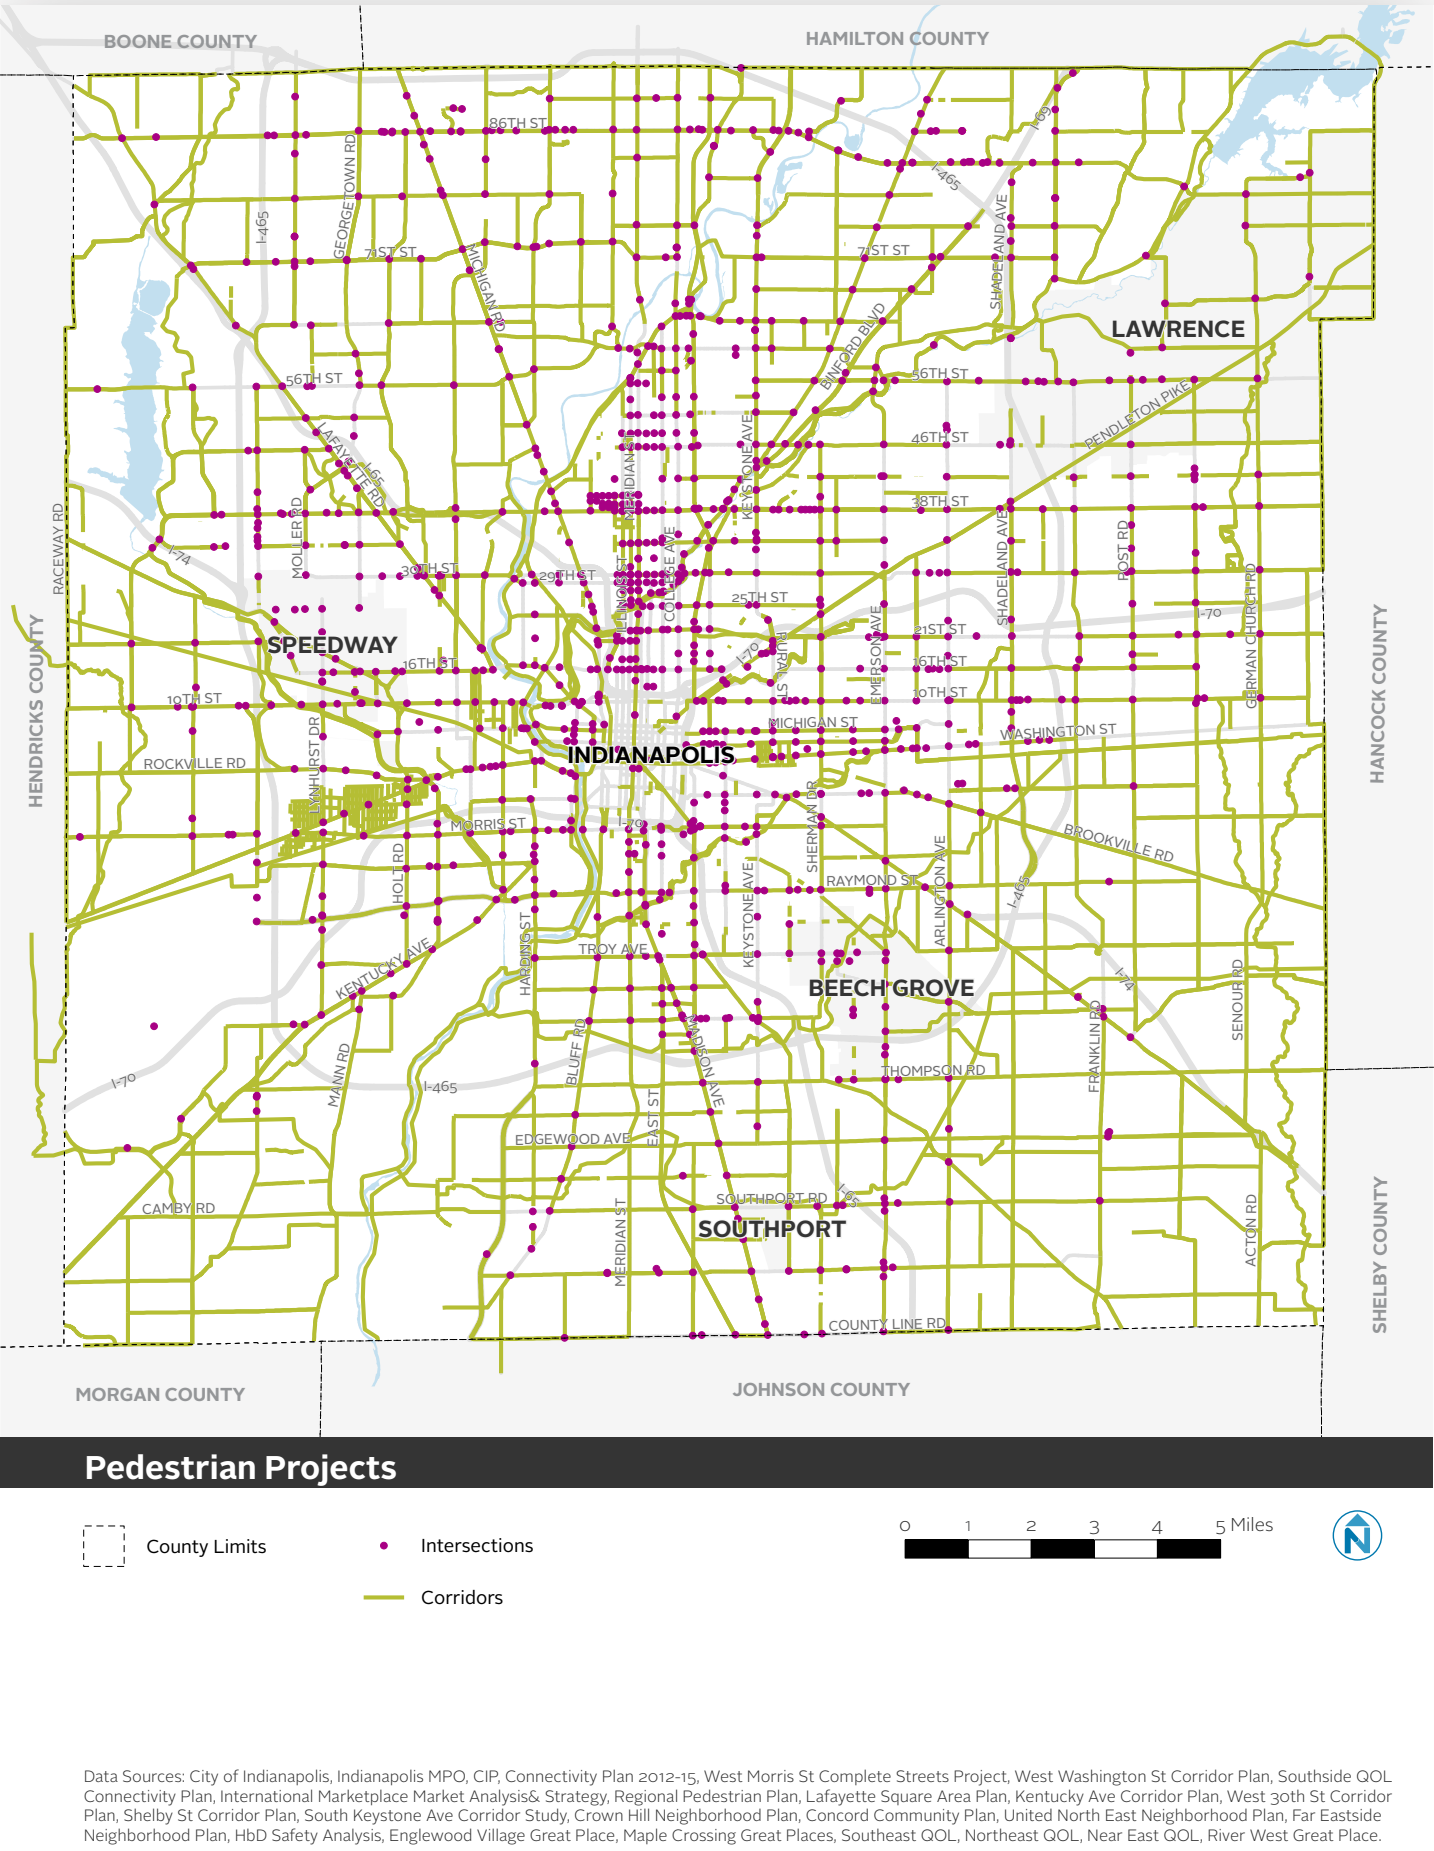 BOONE COUNTY
HAMILTON COUNTY
86TH ST
I-69
GEORGETOWN RD
I-465
I-465
71ST ST
71ST ST
MICHIGAN RD
SHADELAND AVE
BINFORD BLVD
LAWRENCE
56TH ST
56TH ST
PENDLETON PIKE
LAFAYETTE RD
I-65
MERIDIAN ST
KEYSTONE AVE
46TH ST
38TH ST
RACEWAY RD
MOLLER RD
I-74
30TH ST
29TH ST
ILLINOIS ST
COLLEGE AVE
SHADELAND AVE
POST RD
25TH ST
I-70
GERMAN CHURCH RD
HENDRICKS COUNTY
HANCOCK COUNTY
SPEEDWAY
16TH ST
I-70
RURAL ST
EMERSON AVE
21ST ST
16TH ST
10TH ST
10TH ST
LYNHURST DR
MICHIGAN ST
WASHINGTON ST
INDIANAPOLIS
ROCKVILLE RD
MORRIS ST
I-70
SHERMAN DR
BROOKVILLE RD
HOLT RD
KEYSTONE AVE
RAYMOND ST
ARLINGTON AVE
I-465
KENTUCKY AVE
HARDING ST
TROY AVE
BEECH GROVE
I-74
SENOUR RD
MANN RD
BLUFF RD
MADISON AVE
FRANKLIN RD
I-70
I-465
EAST ST
THOMPSON RD
EDGEWOOD AVE
CAMBY RD
MERIDIAN ST
SOUTHPORT RD
I-65
SOUTHPORT
ACTON RD
SHELBY COUNTY
COUNTY LINE RD
MORGAN COUNTY
JOHNSON COUNTY
Pedestrian Projects
County Limits
Intersections
Corridors
0 1 2 3 4 5 Miles
N
Data Sources: City of Indianapolis, Indianapolis MPO, CIP, Connectivity Plan 2012-15, West Morris St Complete Streets Project, West Washington St Corridor Plan, Southside QOL
Connectivity Plan, International Marketplace Market Analysis& Strategy, Regional Pedestrian Plan, Lafayette Square Area Plan, Kentucky Ave Corridor Plan, West 30th St Corridor
Plan, Shelby St Corridor Plan, South Keystone Ave Corridor Study, Crown Hill Neighborhood Plan, Concord Community Plan, United North East Neighborhood Plan, Far Eastside
Neighborhood Plan, HbD Safety Analysis, Englewood Village Great Place, Maple Crossing Great Places, Southeast QOL, Northeast QOL, Near East QOL, River West Great Place.